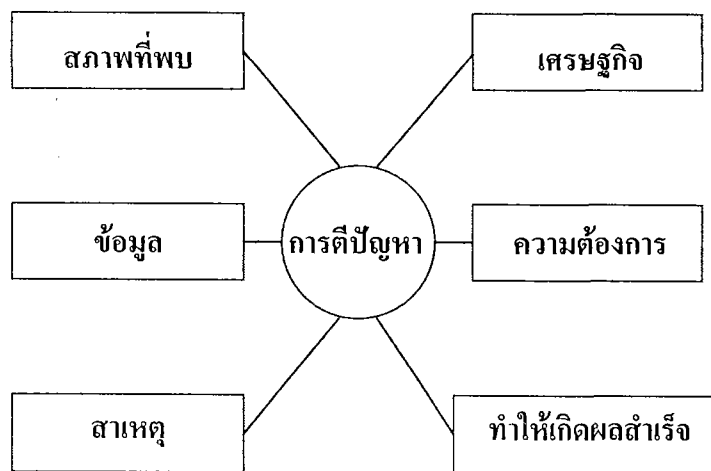 สภาพที่พบ
เศรษฐกิจ
ข้อมูล
การตีปัญหา
ความต้องการ
สาเหตุ
ทำให้เกิดผลสำเร็จ